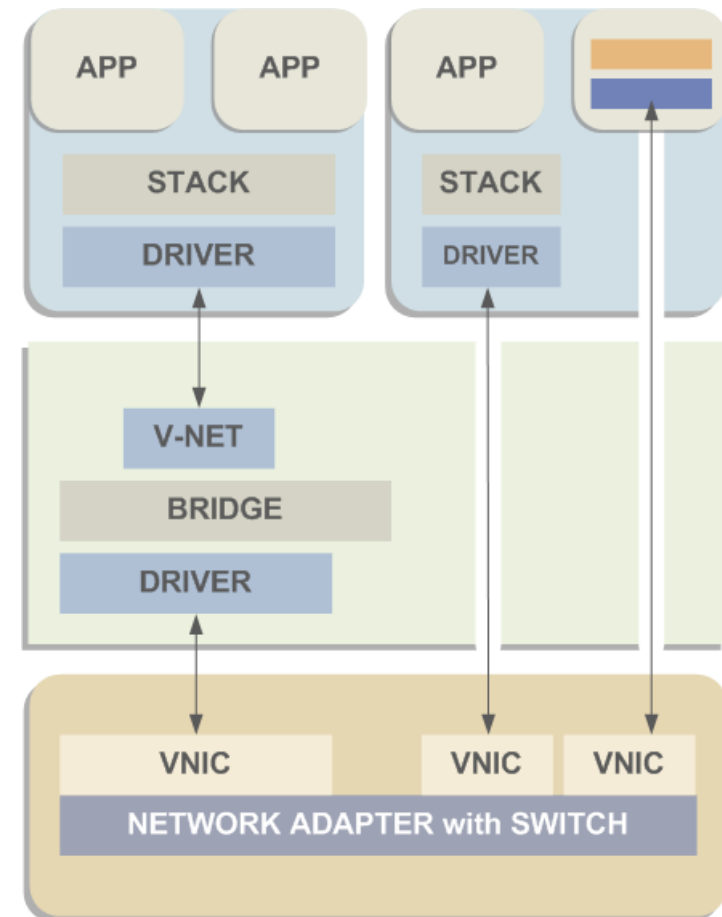 APP APP APP
STACK STACK
DRIVER DRIVER
V-NET
BRIDGE
DRIVER
VNIC VNIC VNIC
NETWORK ADAPTER with SWITCH